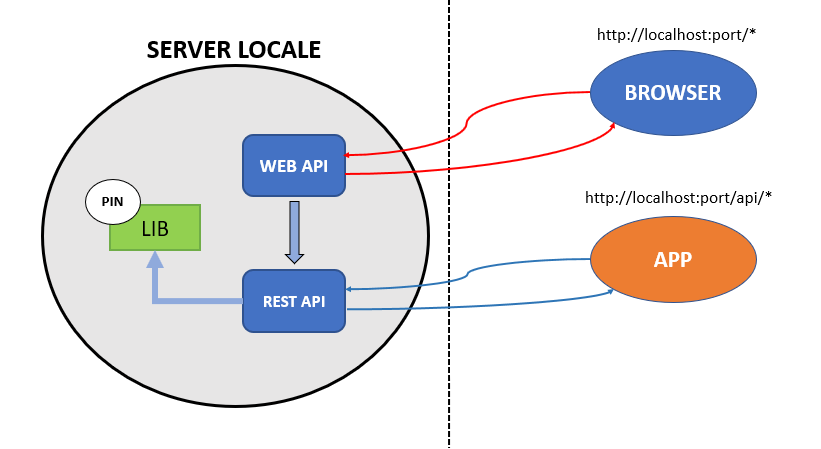 SERVER LOCALE
http://localhost:port/*
BROWSER
WEB API
PIN
LIB
REST API
http://localhost:port/api/*
APP